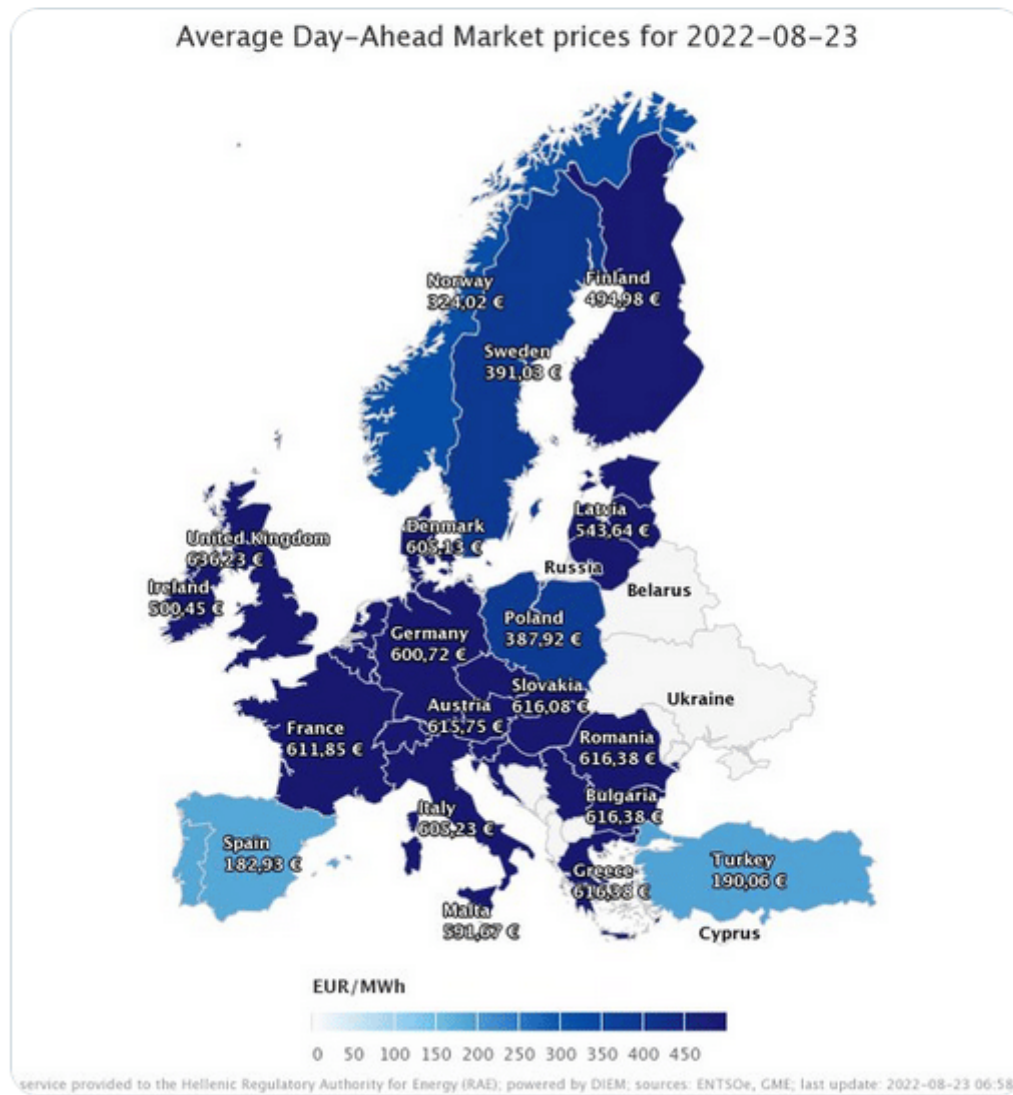 Average Day-Ahead Market prices for 2022-08-23
Norway
324,02 €
Finland
494,98 €
Sweden
391,03 €
Latvia
543,64 €
Denmark
605,13 €
United Kingdom
636,23 €
Ireland
500,45 €
Russia
Belarus
Poland
387,92 €
Germany
600,72 €
Slovakia
616,08 €
Ukraine
Austria
615,75 €
France
611,85 €
Romania
616,38 €
Bulgaria
616,38 €
Italy
605,23 €
Spain
182,93 €
Turkey
190,06 €
Greece
616,38 €
Malta
591,67 €
Cyprus
EUR/MWh
0 50 100 150 200 250 300 350 400 450
service provided to the Hellenic Regulatory Authority for Energy (RAE); powered by DIEM; sources: ENTSOe, GME; last update: 2022-08-23 06:58